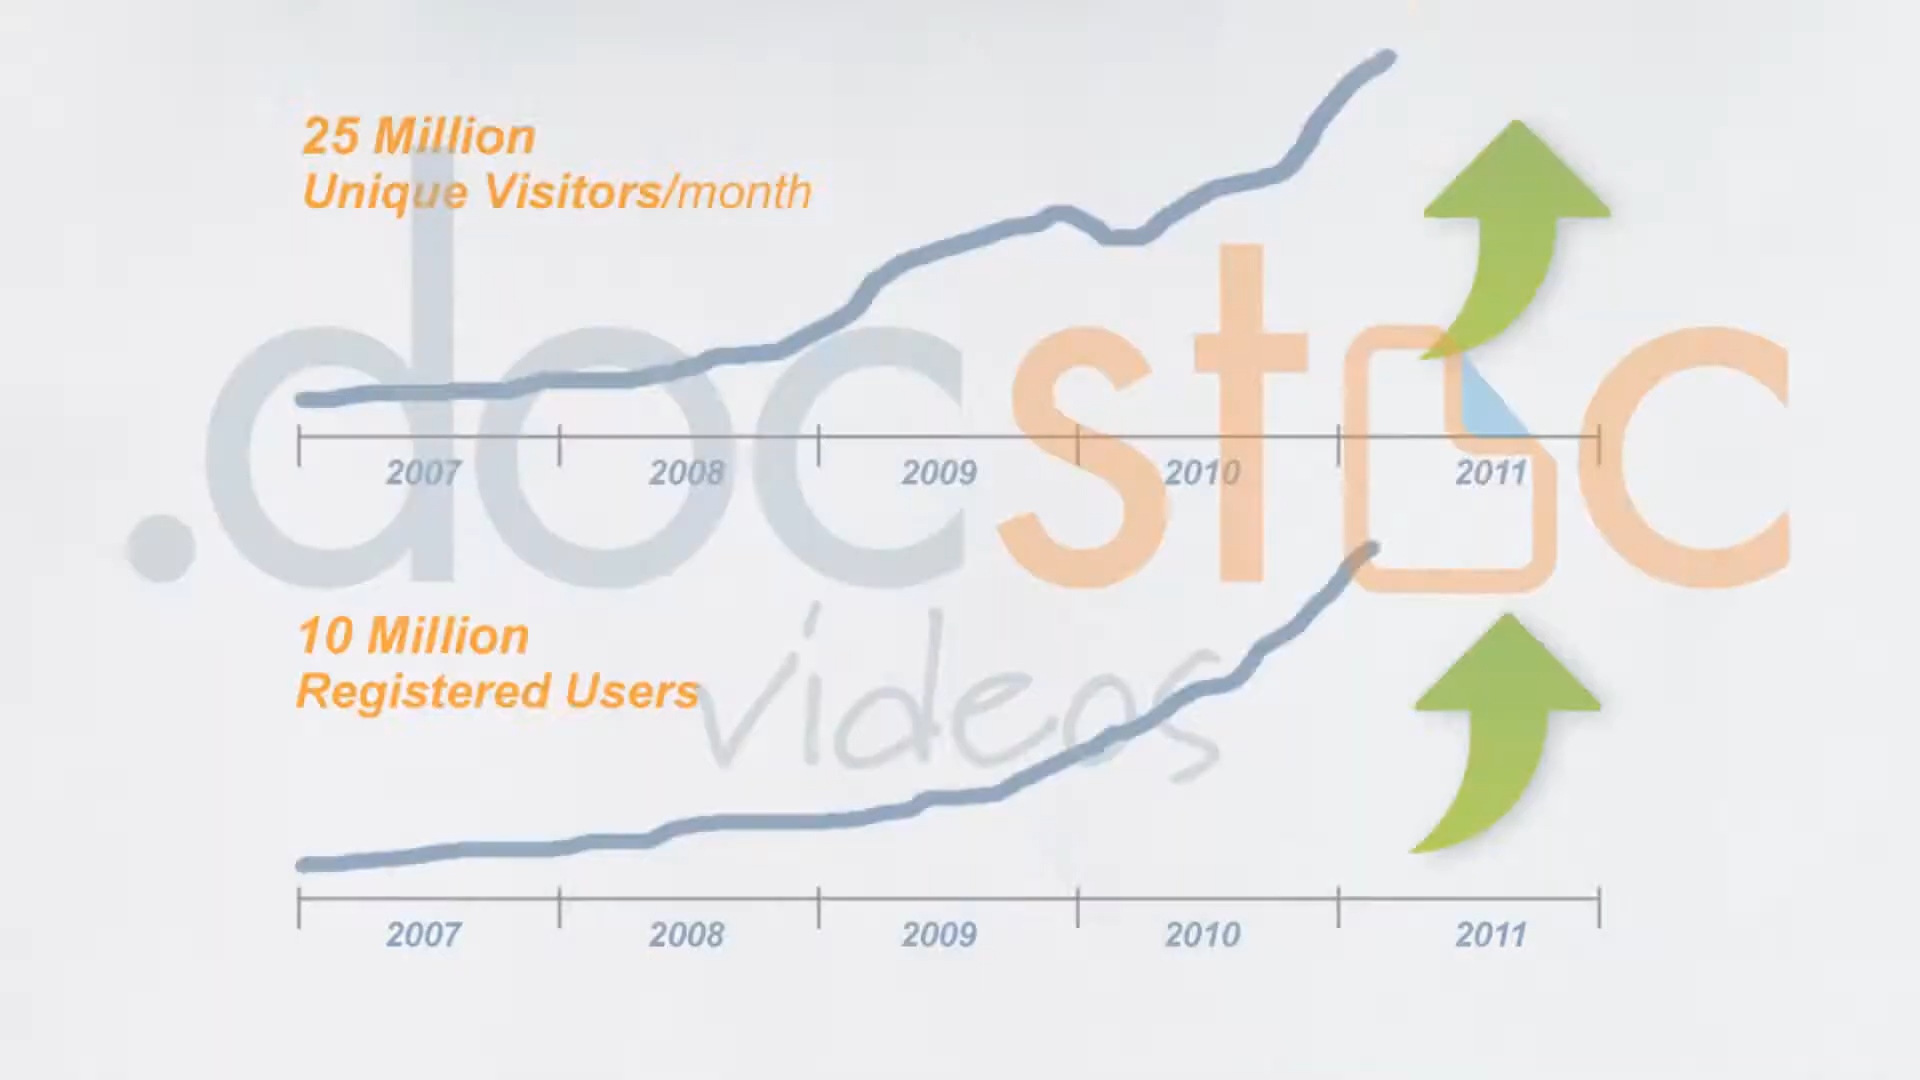 25 Million
Unique Visitors/month
2007 2008 2009 2010 2011
.docstoc
videos
10 Million
Registered Users
2007 2008 2009 2010 2011